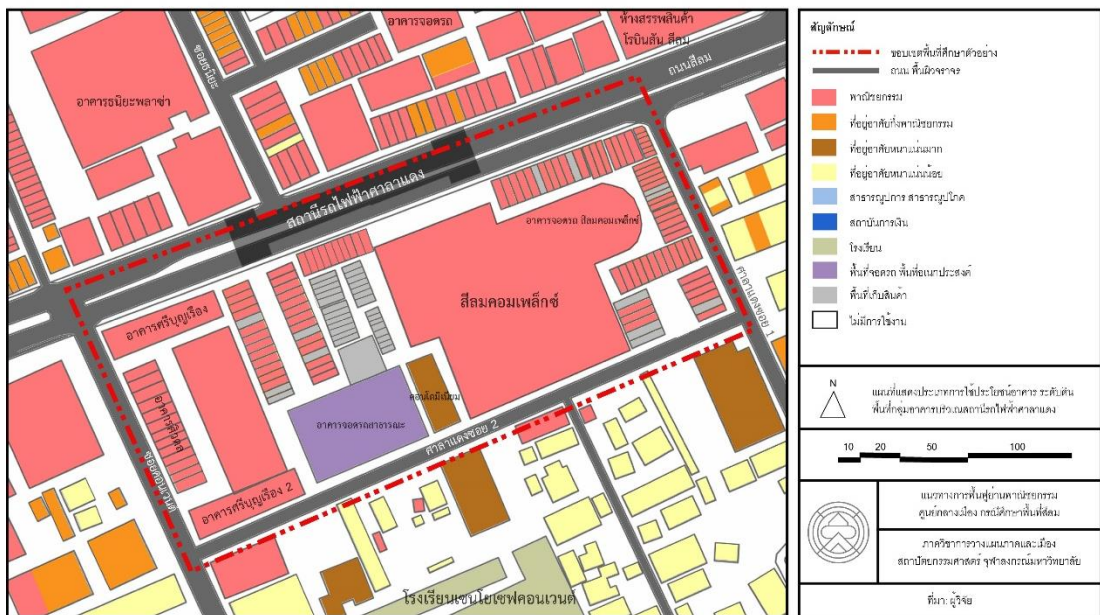 อาคารจอดรถ
ห้างสรรพสินค้า
โรบินสัน สีลม
ซอยธนิยะ
ถนนสีลม
อาคารธนิยะพลาซ่า
สถานีรถไฟฟ้าศาลาแดง
อาคารจอดรถ สีลมคอมเพล็กซ์
สีลมคอมเพล็กซ์
ศาลาแดงซอย 1
อาคารศรีบุญเรือง
คอนโดมิเนียม
อาคารจอดรถสาธารณะ
ศาลาแดงซอย 2
ซอยคอนแวนต์
อาคารศรีบุญเรือง 2
โรงเรียนเซนโยเซฟคอนเวนต์
สัญลักษณ์
ขอบเขตพื้นที่ศึกษาตัวอย่าง
ถนน พื้นผิวจราจร
พาณิชยกรรม
ที่อยู่อาศัยกึ่งพาณิชยกรรม
ที่อยู่อาศัยหนาแน่นมาก
ที่อยู่อาศัยหนาแน่นน้อย
สาธารณูปการ สาธารณูปโภค
สถาบันการเงิน
โรงเรียน
พื้นที่จอดรถ พื้นที่อเนกประสงค์
พื้นที่เก็บสินค้า
ไม่มีการใช้งาน
N
แผนที่แสดงประเภทการใช้ประโยชน์อาคาร ระดับดิน
พื้นที่กลุ่มอาคารบริเวณสถานีรถไฟฟ้าศาลาแดง
10 20 50 100
แนวทางการฟื้นฟูย่านพาณิชยกรรม
ศูนย์กลางเมือง กรณีศึกษาพื้นที่สีลม
ภาควิชาการวางแผนภาคและเมือง
สถาปัตยกรรมศาสตร์ จุฬาลงกรณ์มหาวิทยาลัย
ที่มา: ผู้วิจัย